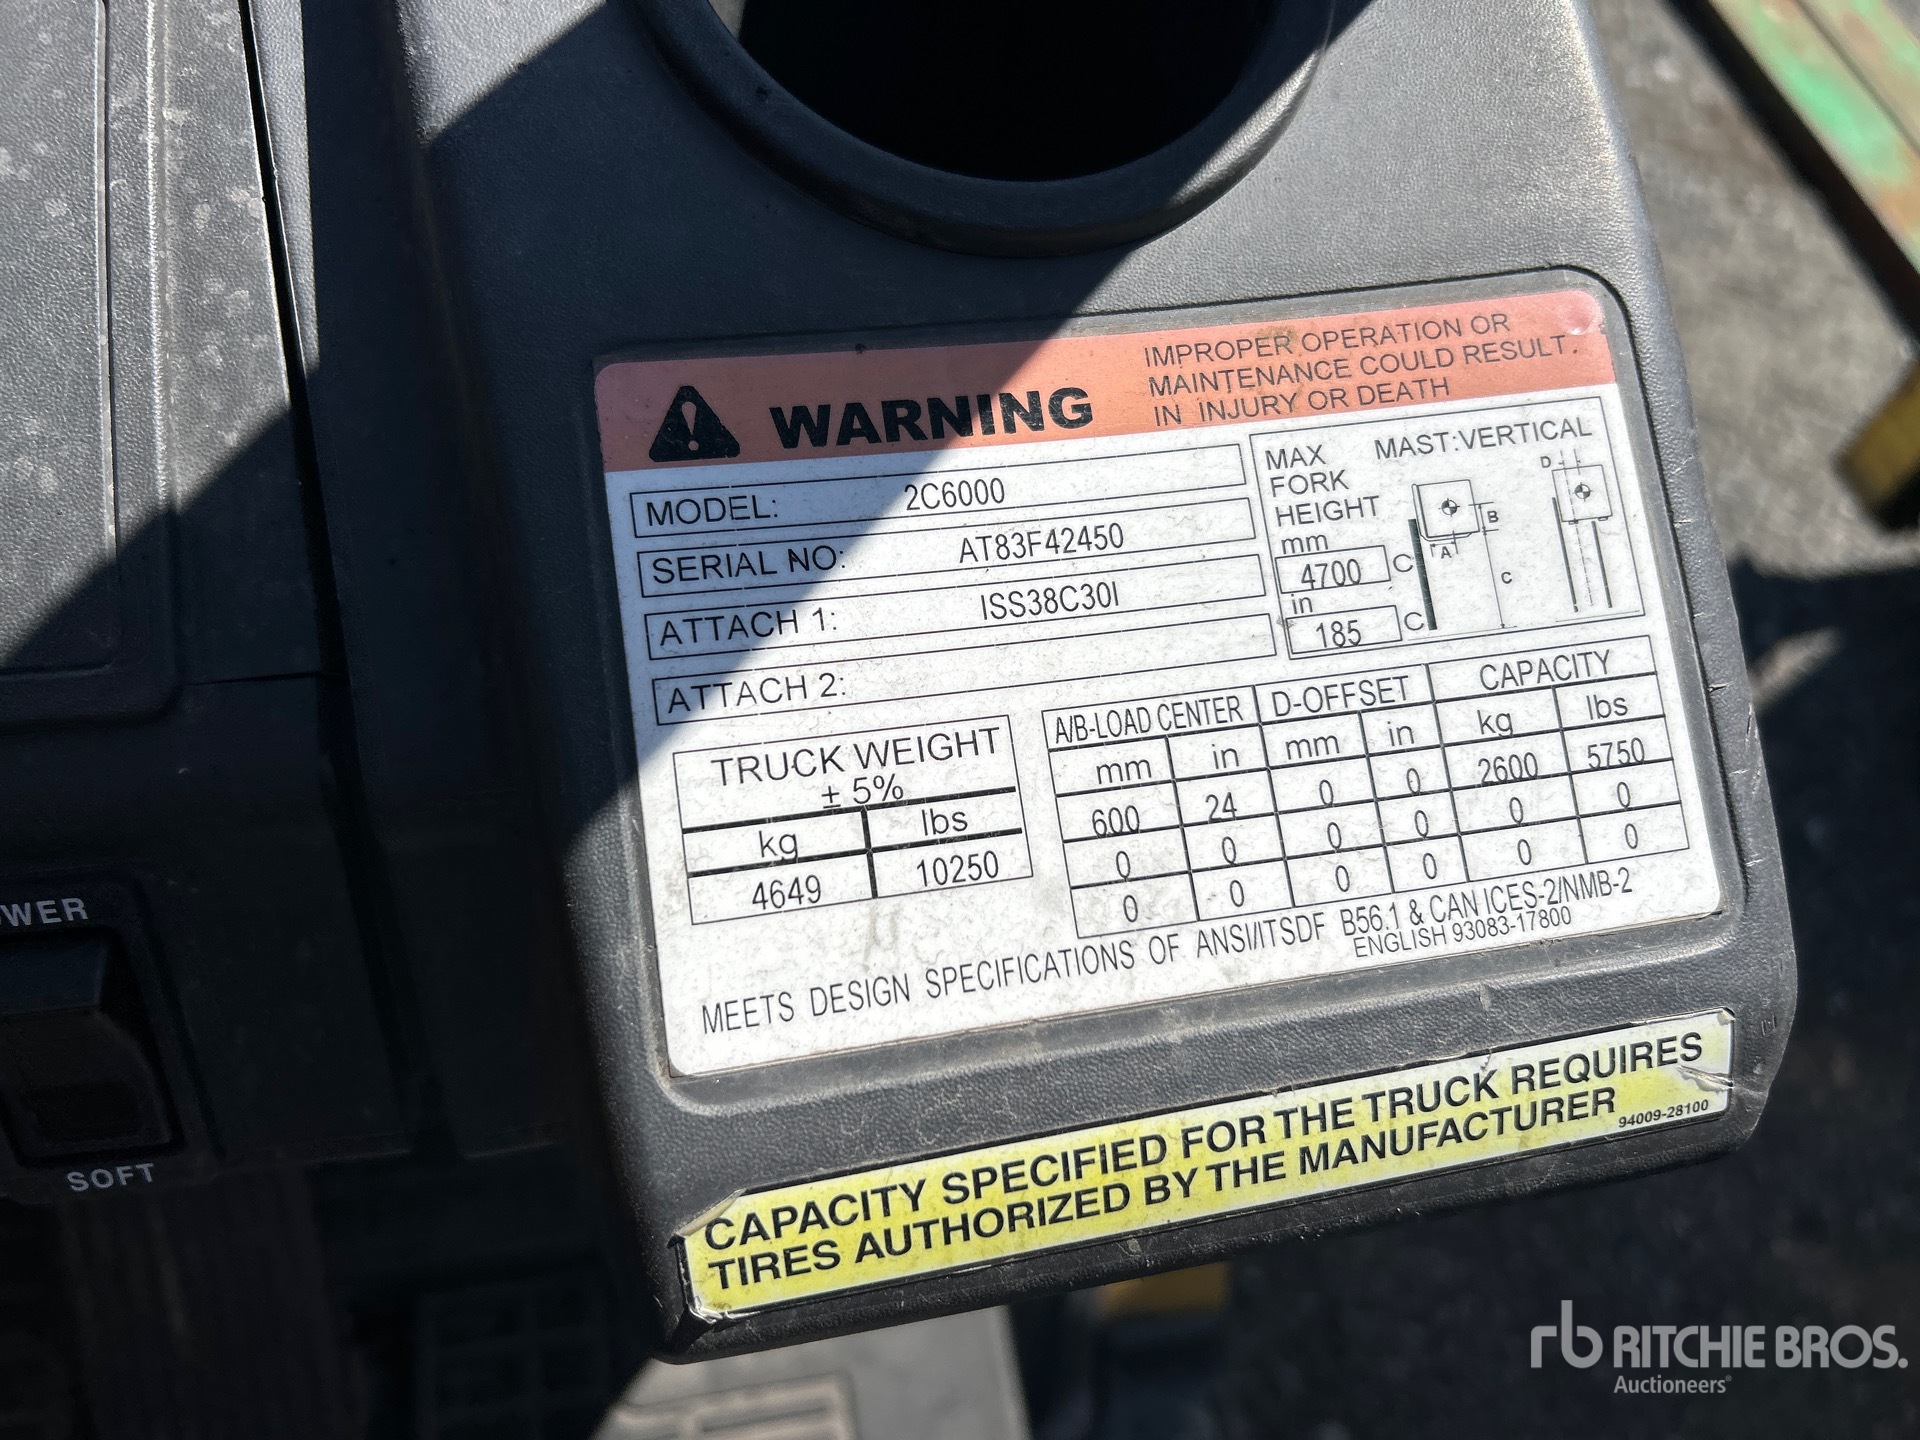 WARNING
IMPROPER OPERATION OR
MAINTENANCE COULD RESULT.
IN INJURY OR DEATH
MODEL: 2C6000
SERIAL NO: AT83F42450
ATTACH 1: ISS38C30I
ATTACH 2:
MAX
FORK
HEIGHT
mm
4700 C
in
185 C
MAST:VERTICAL
D
B
A
C
TRUCK WEIGHT
± 5%
kg lbs
4649 10250
A/B-LOAD CENTER D-OFFSET CAPACITY
mm in mm in kg lbs
600 24 0 0 2600 5750
0 0 0 0 0 0
0 0 0 0 0 0
MEETS DESIGN SPECIFICATIONS OF ANSI/ITSDF B56.1 & CAN ICES-2/NMB-2
ENGLISH 93083-17800
CAPACITY SPECIFIED FOR THE TRUCK REQUIRES
TIRES AUTHORIZED BY THE MANUFACTURER
94009-28100
WER
SOFT
rb RITCHIE BROS.
Auctioneers®